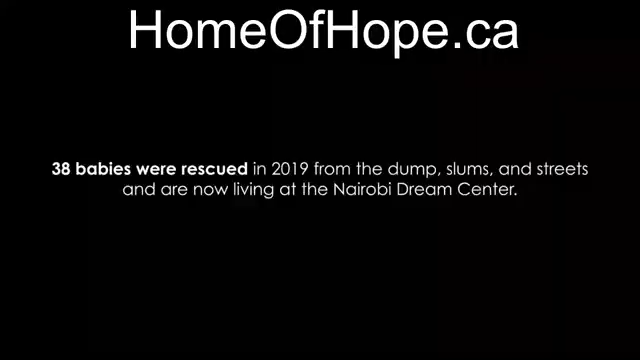 HomeOfHope.ca
38 babies were rescued in 2019 from the dump, slums, and streets
and are now living at the Nairobi Dream Center.